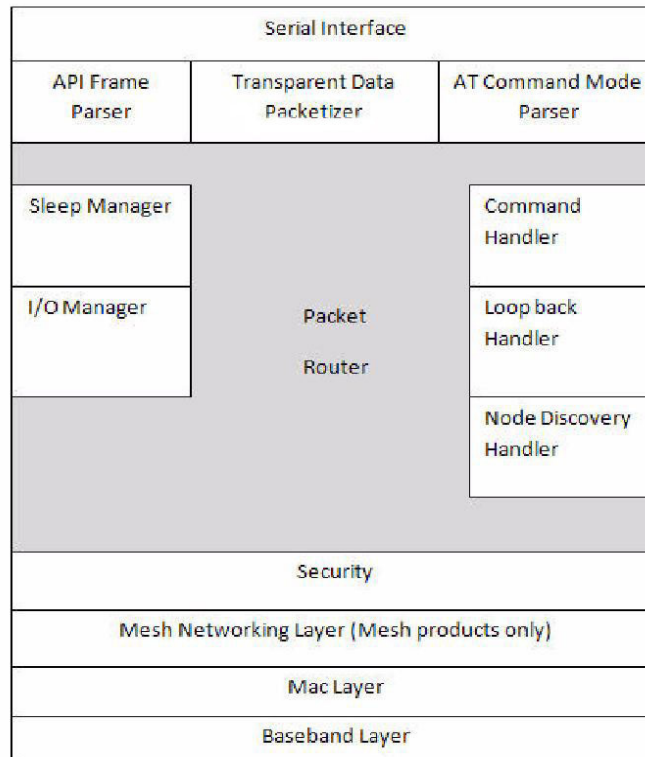 Serial Interface
API Frame
Parser
Transparent Data
Packetizer
AT Command Mode
Parser
Sleep Manager
I/O Manager
Packet
Router
Command
Handler
Loop back
Handler
Node Discovery
Handler
Security
Mesh Networking Layer (Mesh products only)
Mac Layer
Baseband Layer